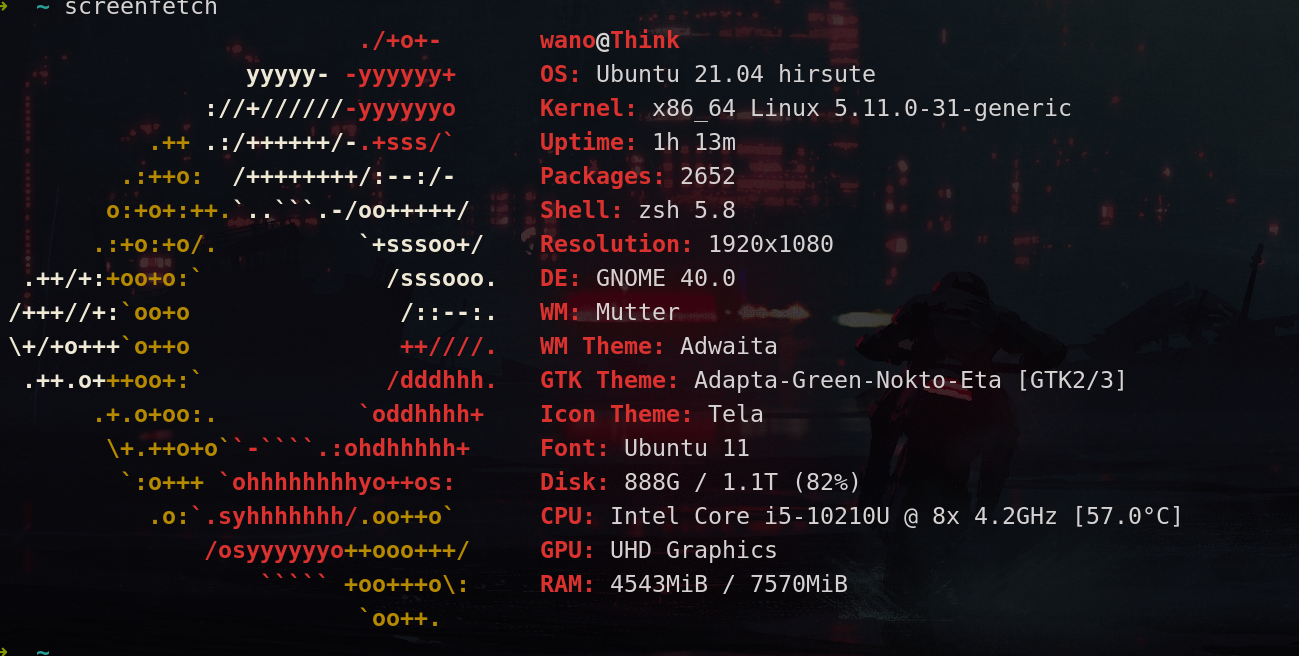 ➜  ~ screenfetch
                         ./+o+-       wano@Think
                 yyyyy- -yyyyyy+      OS: Ubuntu 21.04 hirsute
              ://+//////-yyyyyyo      Kernel: x86_64 Linux 5.11.0-31-generic
          .++ .:/++++++/-.+sss/`      Uptime: 1h 13m
        .:++o:  /++++++++/:--:/-      Packages: 2652
       o:+o+:++.`..```.-/oo+++++/     Shell: zsh 5.8
      .:+o:+o/.          `+sssoo+/    Resolution: 1920x1080
 .++/+:+oo+o:`             /sssooo.   DE: GNOME 40.0
/+++//+:`oo+o               /::--:.   WM: Mutter
\+/+o+++`o++o               ++////.   WM Theme: Adwaita
 .++.o+++oo+:`             /dddhhh.   GTK Theme: Adapta-Green-Nokto-Eta [GTK2/3]
      .+.o+oo:.          `oddhhhh+    Icon Theme: Tela
       \+.++o+o``-````.:ohdhhhhh+     Font: Ubuntu 11
        `:o+++ `ohhhhhhhhyo++os:      Disk: 888G / 1.1T (82%)
          .o:`.syhhhhhhh/.oo++o`      CPU: Intel Core i5-10210U @ 8x 4.2GHz [57.0°C]
              /osyyyyyyo++ooo+++/     GPU: UHD Graphics
                  ````` +oo+++o\:     RAM: 4543MiB / 7570MiB
                         `oo++.
➜  ~